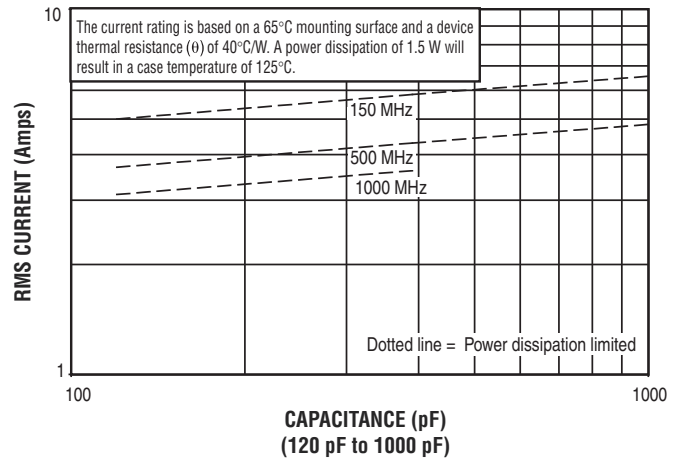 10
The current rating is based on a 65°C mounting surface and a device
thermal resistance (θ) of 40°C/W. A power dissipation of 1.5 W will
result in a case temperature of 125°C.
RMS CURRENT (Amps)
150 MHz
500 MHz
1000 MHz
Dotted line = Power dissipation limited
1
100
1000
CAPACITANCE (pF)
(120 pF to 1000 pF)